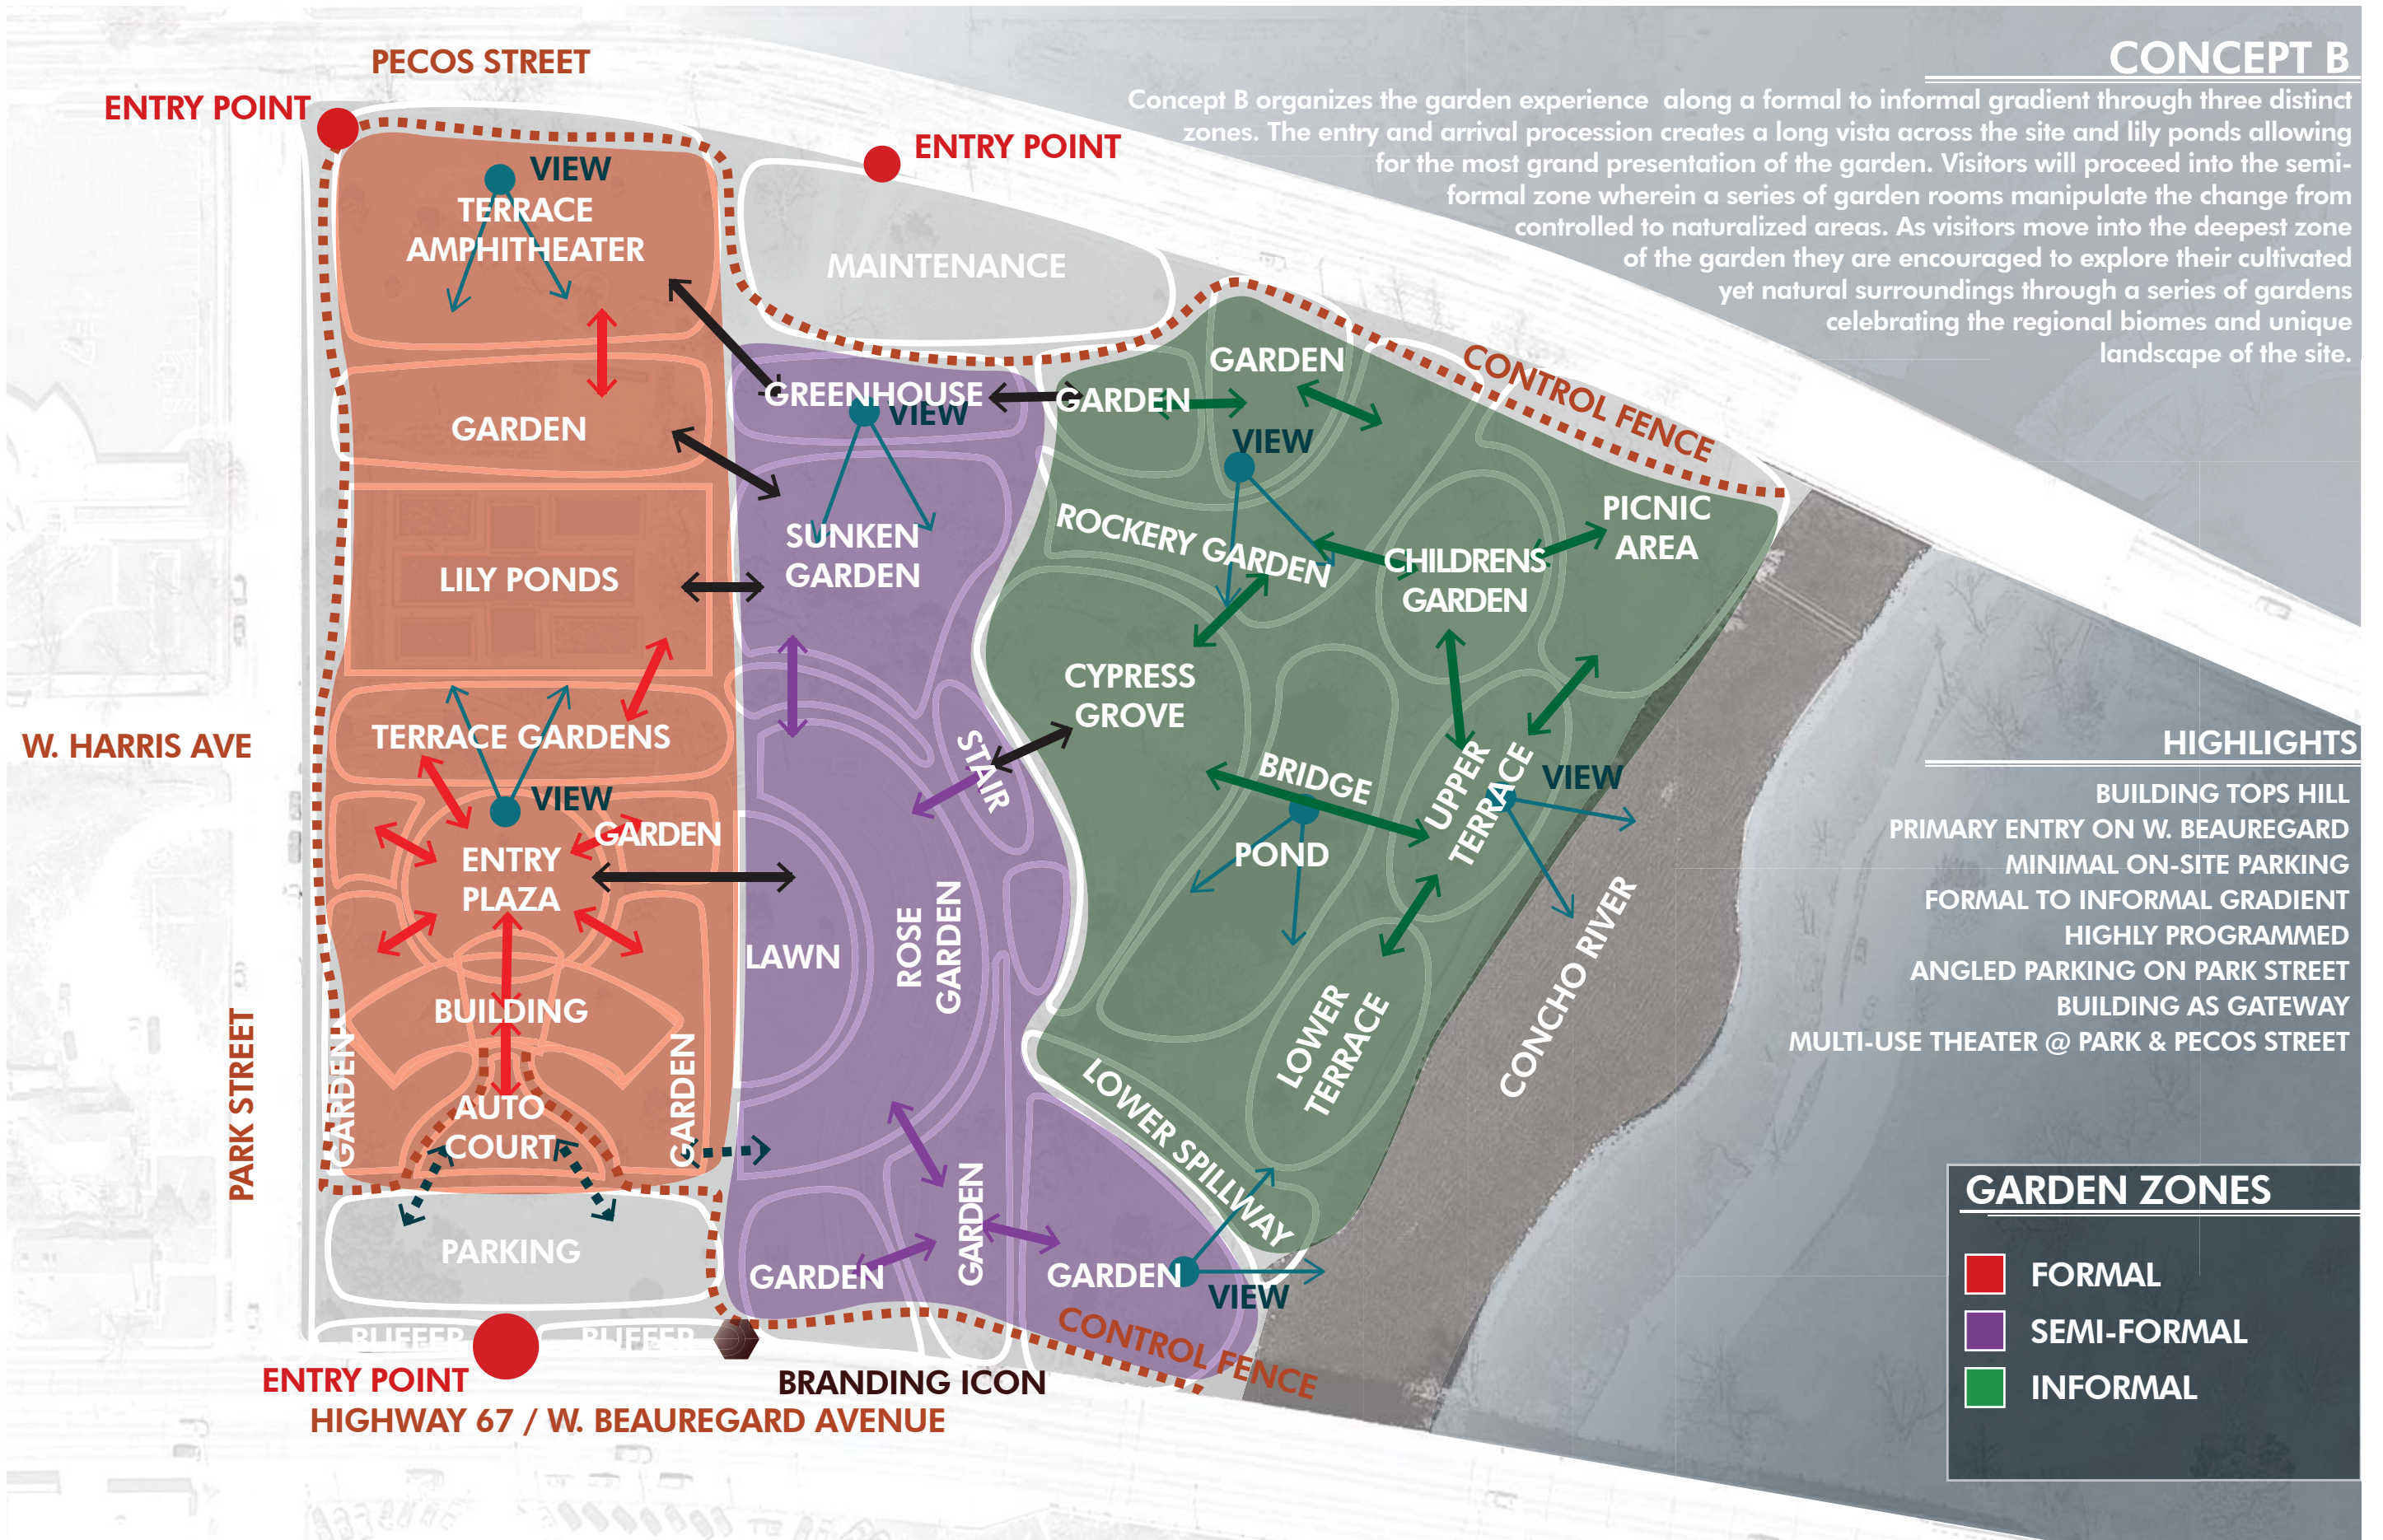 PECOS STREET
ENTRY POINT
ENTRY POINT
CONCEPT B
Concept B organizes the garden experience along a formal to informal gradient through three distinct
zones. The entry and arrival procession creates a long vista across the site and lily ponds allowing
for the most grand presentation of the garden. Visitors will proceed into the semi-
formal zone wherein a series of garden rooms manipulate the change from
controlled to naturalized areas. As visitors move into the deepest zone
of the garden they are encouraged to explore their cultivated
yet natural surroundings through a series of gardens
celebrating the regional biomes and unique
landscape of the site.
VIEW
TERRACE
AMPHITHEATER
MAINTENANCE
GARDEN
GREENHOUSE
VIEW
GARDEN
GARDEN
VIEW
CONTROL FENCE
LILY PONDS
SUNKEN
GARDEN
ROCKERY GARDEN
CHILDRENS
GARDEN
PICNIC
AREA
W. HARRIS AVE
TERRACE GARDENS
CYPRESS
GROVE
STAIR
VIEW
GARDEN
ENTRY
PLAZA
BRIDGE
POND
UPPER
TERRACE
VIEW
LAWN
ROSE
GARDEN
BUILDING
LOWER
TERRACE
CONCHO RIVER
PARK STREET
GARDEN
AUTO
COURT
GARDEN
LOWER SPILLWAY
PARKING
GARDEN
GARDEN
GARDEN
VIEW
BUFFER
BUFFER
CONTROL FENCE
ENTRY POINT
BRANDING ICON
HIGHWAY 67 / W. BEAUREGARD AVENUE
HIGHLIGHTS
BUILDING TOPS HILL
PRIMARY ENTRY ON W. BEAUREGARD
MINIMAL ON-SITE PARKING
FORMAL TO INFORMAL GRADIENT
HIGHLY PROGRAMMED
ANGLED PARKING ON PARK STREET
BUILDING AS GATEWAY
MULTI-USE THEATER @ PARK & PECOS STREET
GARDEN ZONES
FORMAL
SEMI-FORMAL
INFORMAL